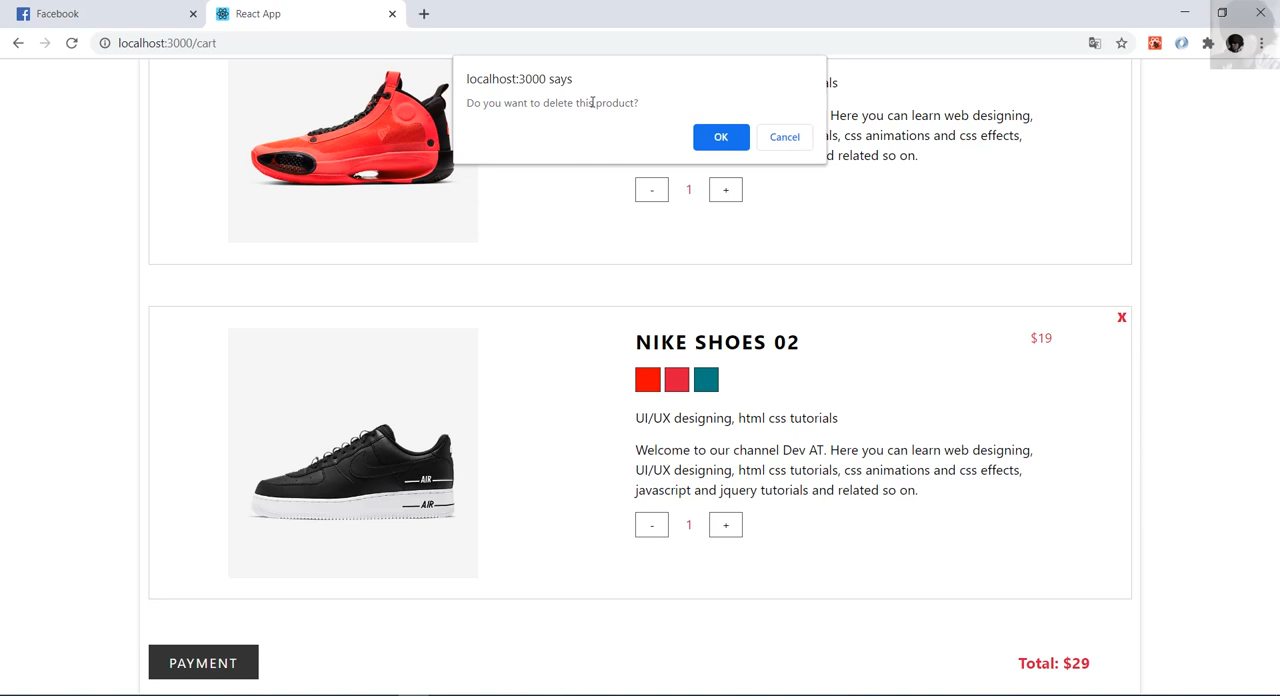 Facebook
React App
localhost:3000/cart
localhost:3000 says
Do you want to delete this product?
OK
Cancel
als
Here you can learn web designing,
ls, css animations and css effects,
d related so on.
- 1 +
X
NIKE SHOES 02
$19
UI/UX designing, html css tutorials
Welcome to our channel Dev AT. Here you can learn web designing,
UI/UX designing, html css tutorials, css animations and css effects,
javascript and jquery tutorials and related so on.
AIR
AIR
- 1 +
PAYMENT
Total: $29